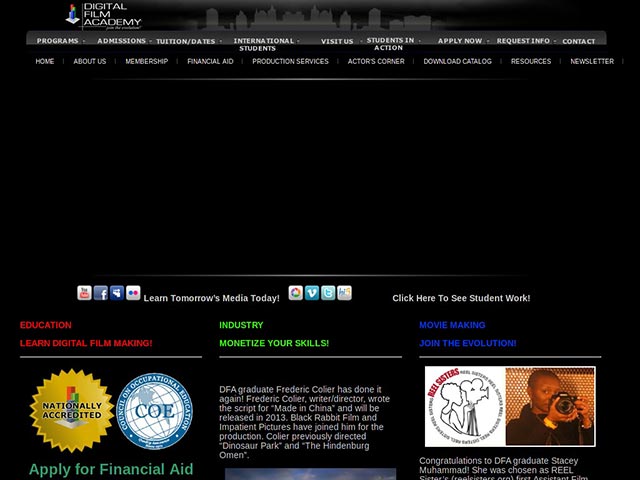 DIGITAL
FILM
ACADEMY
join the evolution!
PROGRAMS
ADMISSIONS
TUITION/DATES
INTERNATIONAL
STUDENTS
VISIT US
STUDENTS IN
ACTION
APPLY NOW
REQUEST INFO
CONTACT
HOME | ABOUT US | MEMBERSHIP | FINANCIAL AID | PRODUCTION SERVICES | ACTOR'S CORNER | DOWNLOAD CATALOG | RESOURCES | NEWSLETTER |
Learn Tomorrow's Media Today!
Click Here To See Student Work!
EDUCATION
LEARN DIGITAL FILM MAKING!
NATIONALLY
ACCREDITED
COUNCIL ON OCCUPATIONAL EDUCATION
COE
Apply for Financial Aid
INDUSTRY
MONETIZE YOUR SKILLS!
DFA graduate Frederic Colier has done it
again! Frederic Colier, writer/director, wrote
the script for "Made in China" and will be
released in 2013. Black Rabbit Film and
Impatient Pictures have joined him for the
production. Colier previously directed
"Dinosaur Park" and "The Hindenburg
Omen".
MOVIE MAKING
JOIN THE EVOLUTION!
REEL SISTERS
Congratulations to DFA graduate Stacey
Muhammad! She was chosen as REEL
Sister's (reelsisters.org) first Assistant Film